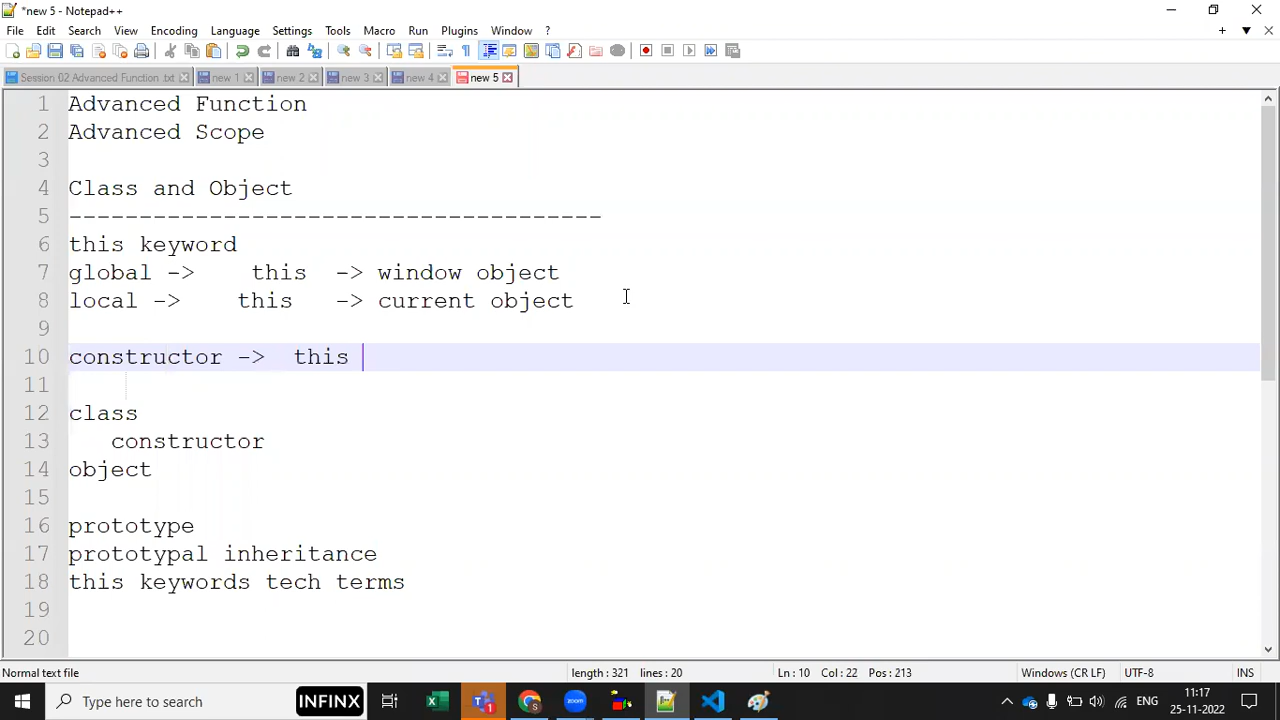 *new 5 - Notepad++
File Edit Search View Encoding Language Settings Tools Macro Run Plugins Window ?
Session 02 Advanced Function .txt new 1 new 2 new 3 new 4 new 5
1 Advanced Function
2 Advanced Scope
3
4 Class and Object
5 --------------------------------------
6 this keyword
7 global -> this -> window object
8 local -> this -> current object
9
10 constructor -> this
11
12 class
13 constructor
14 object
15
16 prototype
17 prototypal inheritance
18 this keywords tech terms
19
20
Normal text file length : 321 lines : 20 Ln : 10 Col : 22 Pos : 213 Windows (CR LF) UTF-8 INS
Type here to search INFINX ENG 11:17
25-11-2022